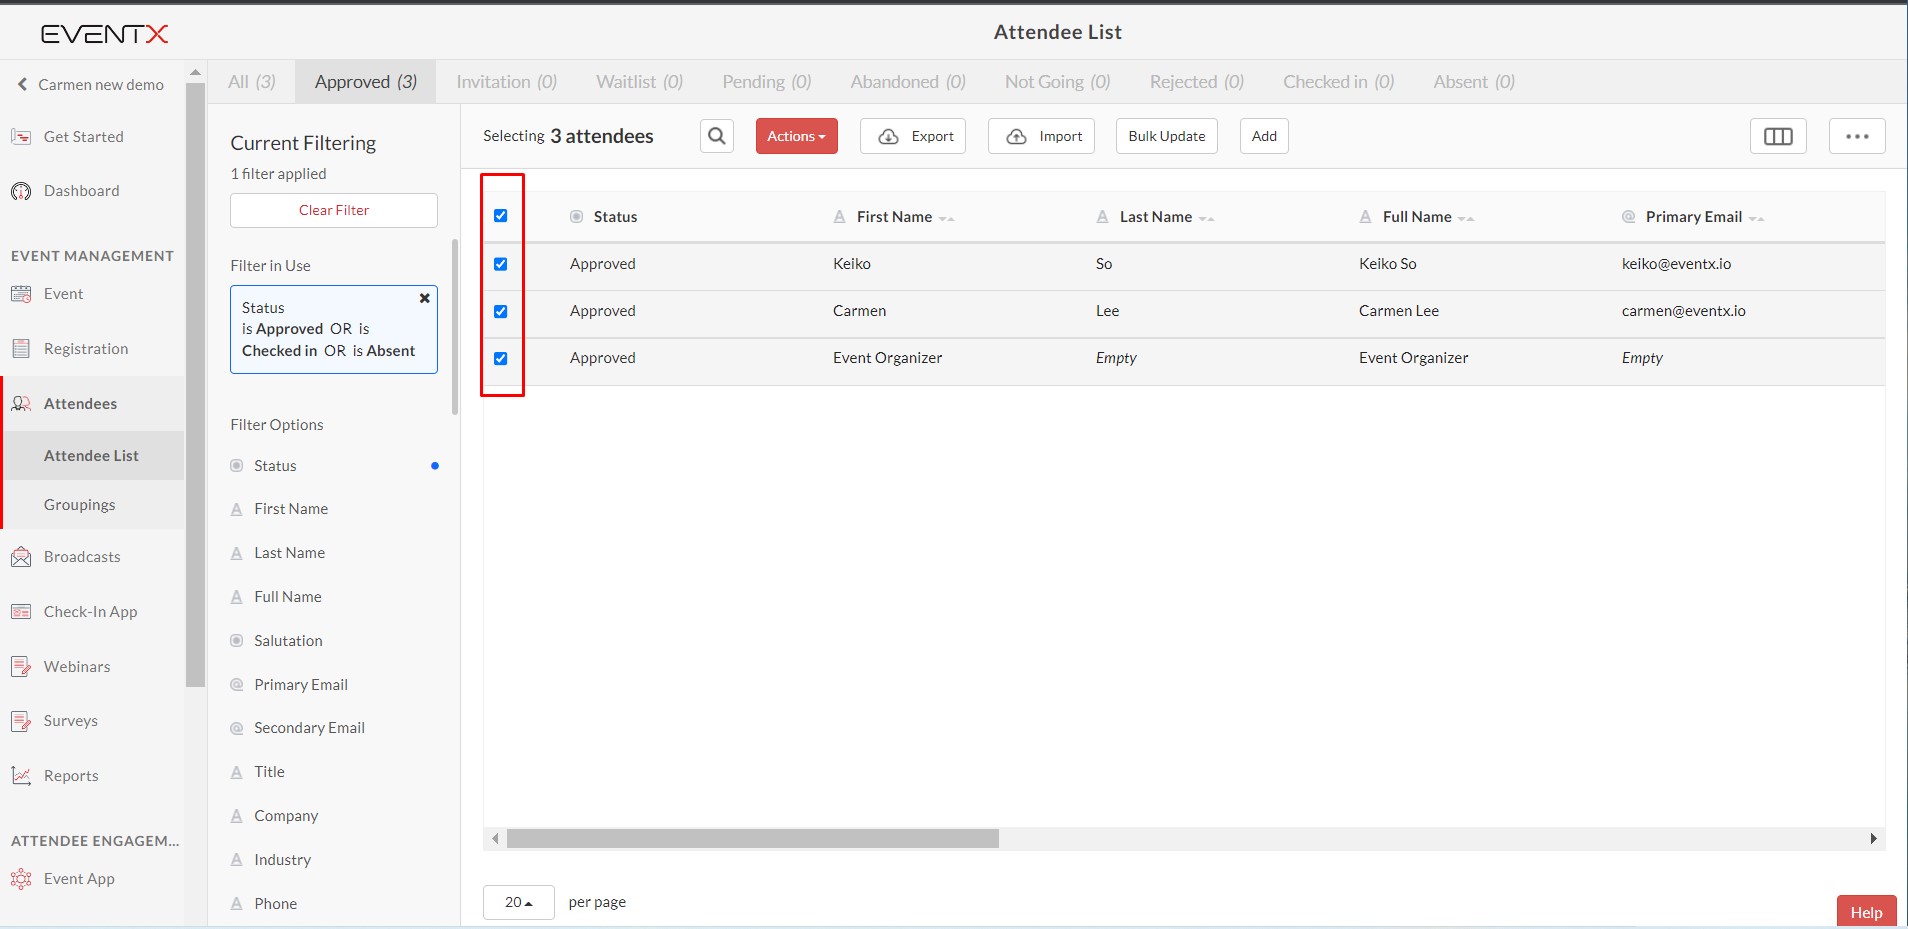 EVENTX
Attendee List
Carmen new demo
Get Started
Dashboard
EVENT MANAGEMENT
Event
Registration
Attendees
Attendee List
Groupings
Broadcasts
Check-In App
Webinars
Surveys
Reports
ATTENDEE ENGAGEM...
Event App
All (3) Approved (3) Invitation (0) Waitlist (0) Pending (0) Abandoned (0) Not Going (0) Rejected (0) Checked in (0) Absent (0)
Current Filtering
1 filter applied
Clear Filter
Filter in Use
Status
is Approved OR is
Checked in OR is Absent
Filter Options
Status
First Name
Last Name
Full Name
Salutation
Primary Email
Secondary Email
Title
Company
Industry
Phone
Selecting 3 attendees Actions Export Import Bulk Update Add
Status First Name Last Name Full Name Primary Email
Approved Keiko So Keiko So keiko@eventx.io
Approved Carmen Lee Carmen Lee carmen@eventx.io
Approved Event Organizer Empty Event Organizer Empty
20 per page
Help